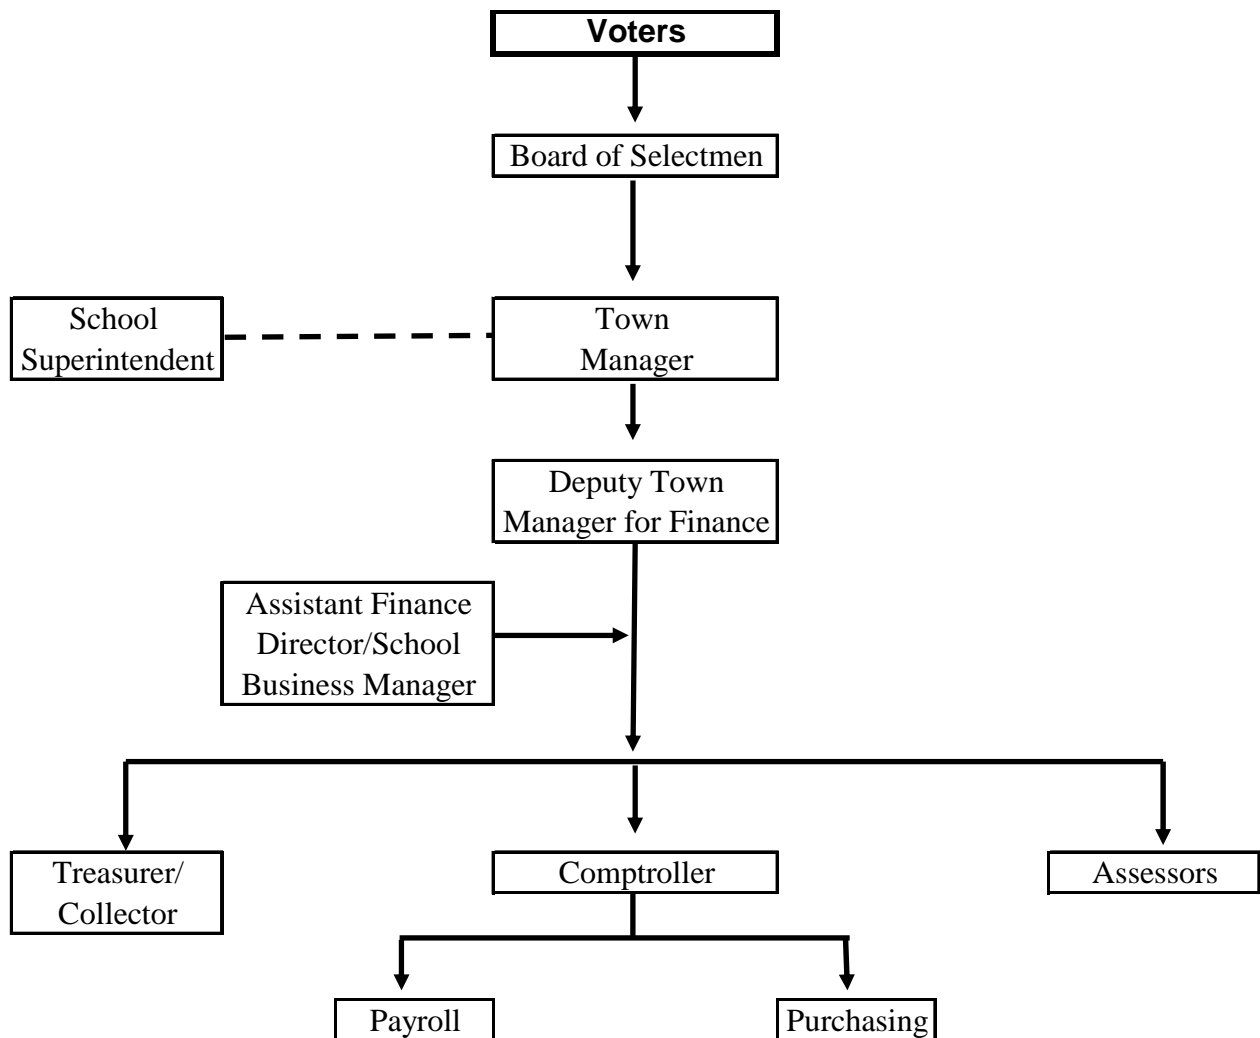 Voters
Board of Selectmen
School
Superintendent
Town
Manager
Deputy Town
Manager for Finance
Assistant Finance
Director/School
Business Manager
Treasurer/
Collector
Comptroller
Assessors
Payroll
Purchasing